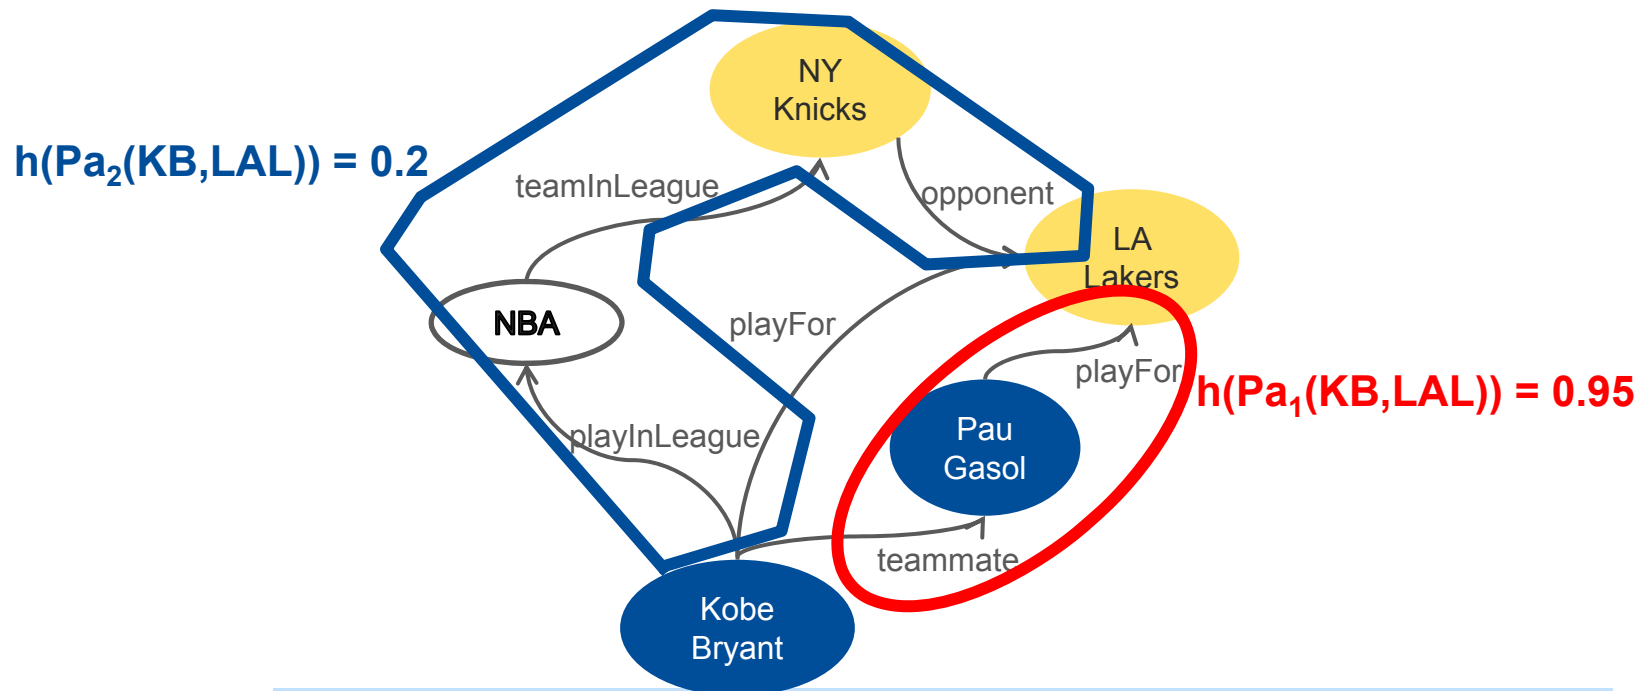 NY
Knicks
h(Pa₂(KB,LAL)) = 0.2
teamInLeague
opponent
LA
Lakers
NBA
playFor
playFor
h(Pa₁(KB,LAL)) = 0.95
playInLeague
Pau
Gasol
teammate
Kobe
Bryant